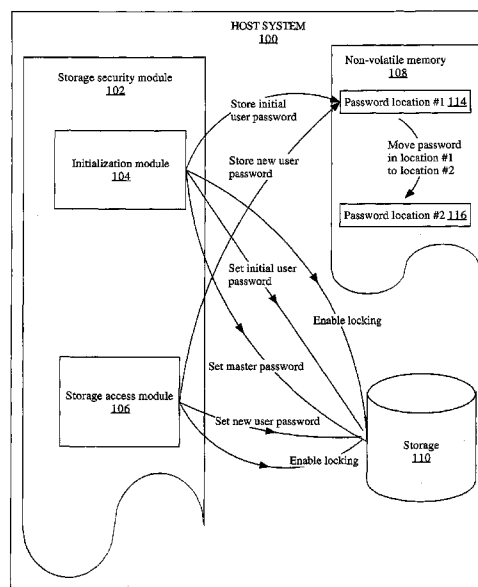 HOST SYSTEM
100
Storage security module
102
Initialization module
104
Storage access module
106
Non-volatile memory
108
Password location #1 114
Move password
in location #1
to location #2
Password location #2 116
Store initial
user password
Store new user
password
Set initial user
password
Enable locking
Set master password
Set new user password
Enable locking
Storage
110